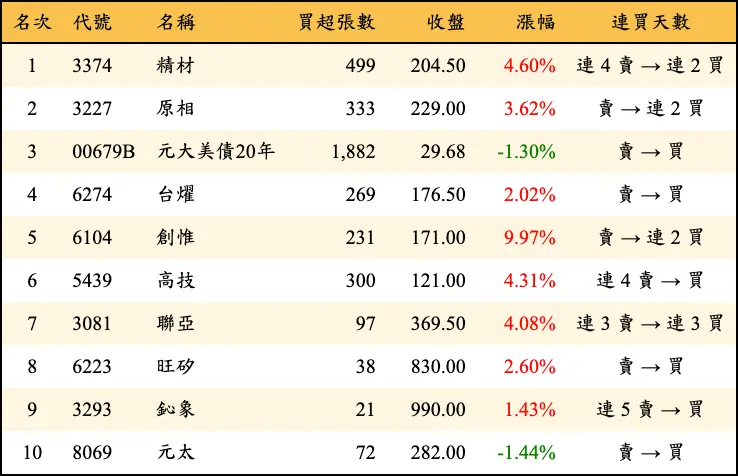 名次 代號 名稱 買超張數 收盤 漲幅 連買天數
1 3374 精材 499 204.50 4.60% 連 4 賣 → 連 2 買
2 3227 原相 333 229.00 3.62% 賣 → 連 2 買
3 00679B 元大美債20年 1,882 29.68 -1.30% 賣 → 買
4 6274 台燿 269 176.50 2.02% 賣 → 買
5 6104 創惟 231 171.00 9.97% 賣 → 連 2 買
6 5439 高技 300 121.00 4.31% 連 4 賣 → 買
7 3081 聯亞 97 369.50 4.08% 連 3 賣 → 連 3 買
8 6223 旺矽 38 830.00 2.60% 賣 → 買
9 3293 鈊象 21 990.00 1.43% 連 5 賣 → 買
10 8069 元太 72 282.00 -1.44% 賣 → 買